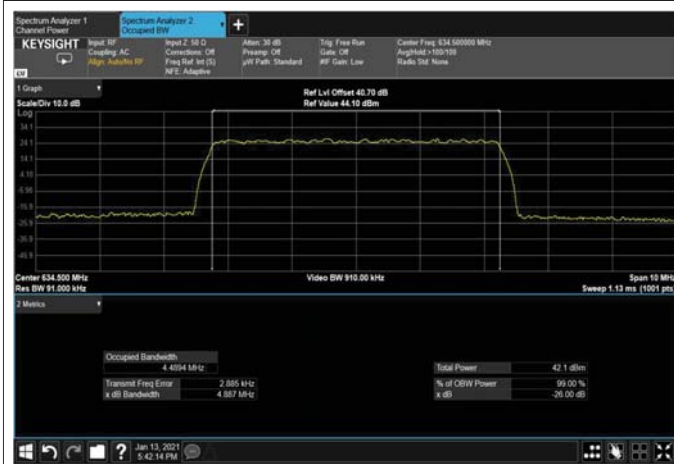 Spectrum Analyzer 1
Channel Power
Spectrum Analyzer 2
Occupied BW
+
KEYSIGHT
Input: RF
Coupling: AC
Align: Auto/No RF
Input Z: 50 Ω
Corrections: Off
Freq Ref: Int (S)
NFE: Adaptive
Atten: 30 dB
Preamp: Off
µW Path: Standard
Trig: Free Run
Gate: Off
#IF Gain: Low
Center Freq: 634.500000 MHz
Avg|Hold:>100/100
Radio Std: None
1 Graph
Scale/Div 10.0 dB
Ref Lvl Offset 40.70 dB
Ref Value 44.10 dBm
Log
34.1
24.1
14.1
4.10
-5.90
-15.9
-25.9
-35.9
-45.9
Center 634.500 MHz
Res BW 91.000 kHz
Video BW 910.00 kHz
Span 10 MHz
Sweep 1.13 ms (1001 pts)
2 Metrics
Occupied Bandwidth
4.4894 MHz
Transmit Freq Error 2.885 kHz
x dB Bandwidth 4.887 MHz
Total Power 42.1 dBm
% of OBW Power 99.00 %
x dB -26.00 dB
?
Jan 13, 2021
5:42:14 PM